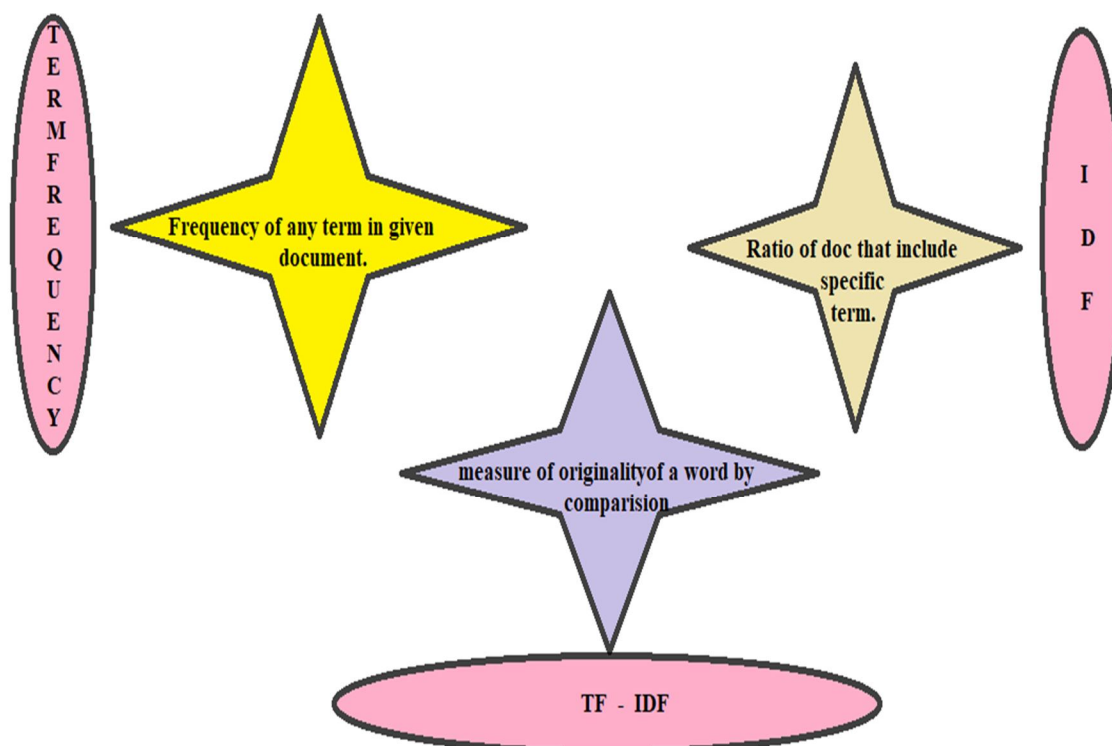 TERMFREQUENCY
Frequency of any term in given
document.
Ratio of doc that include
specific
term.
I D F
measure of originalityof a word by
comparision
TF - IDF